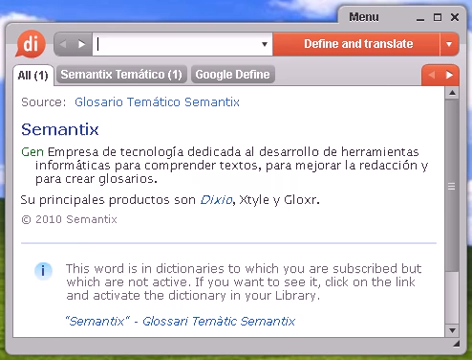 Menu
di
Define and translate
All (1)
Semantix Temático (1)
Google Define
Source: Glosario Temático Semantix
Semantix
Gen Empresa de tecnología dedicada al desarrollo de herramientas
informáticas para comprender textos, para mejorar la redacción y
para crear glosarios.
Su principales productos son Dixio, Xtyle y Gloxr.
© 2010 Semantix
i
This word is in dictionaries to which you are subscribed but
which are not active. If you want to see it, click on the link
and activate the dictionary in your Library.
"Semantix" - Glossari Temàtic Semantix